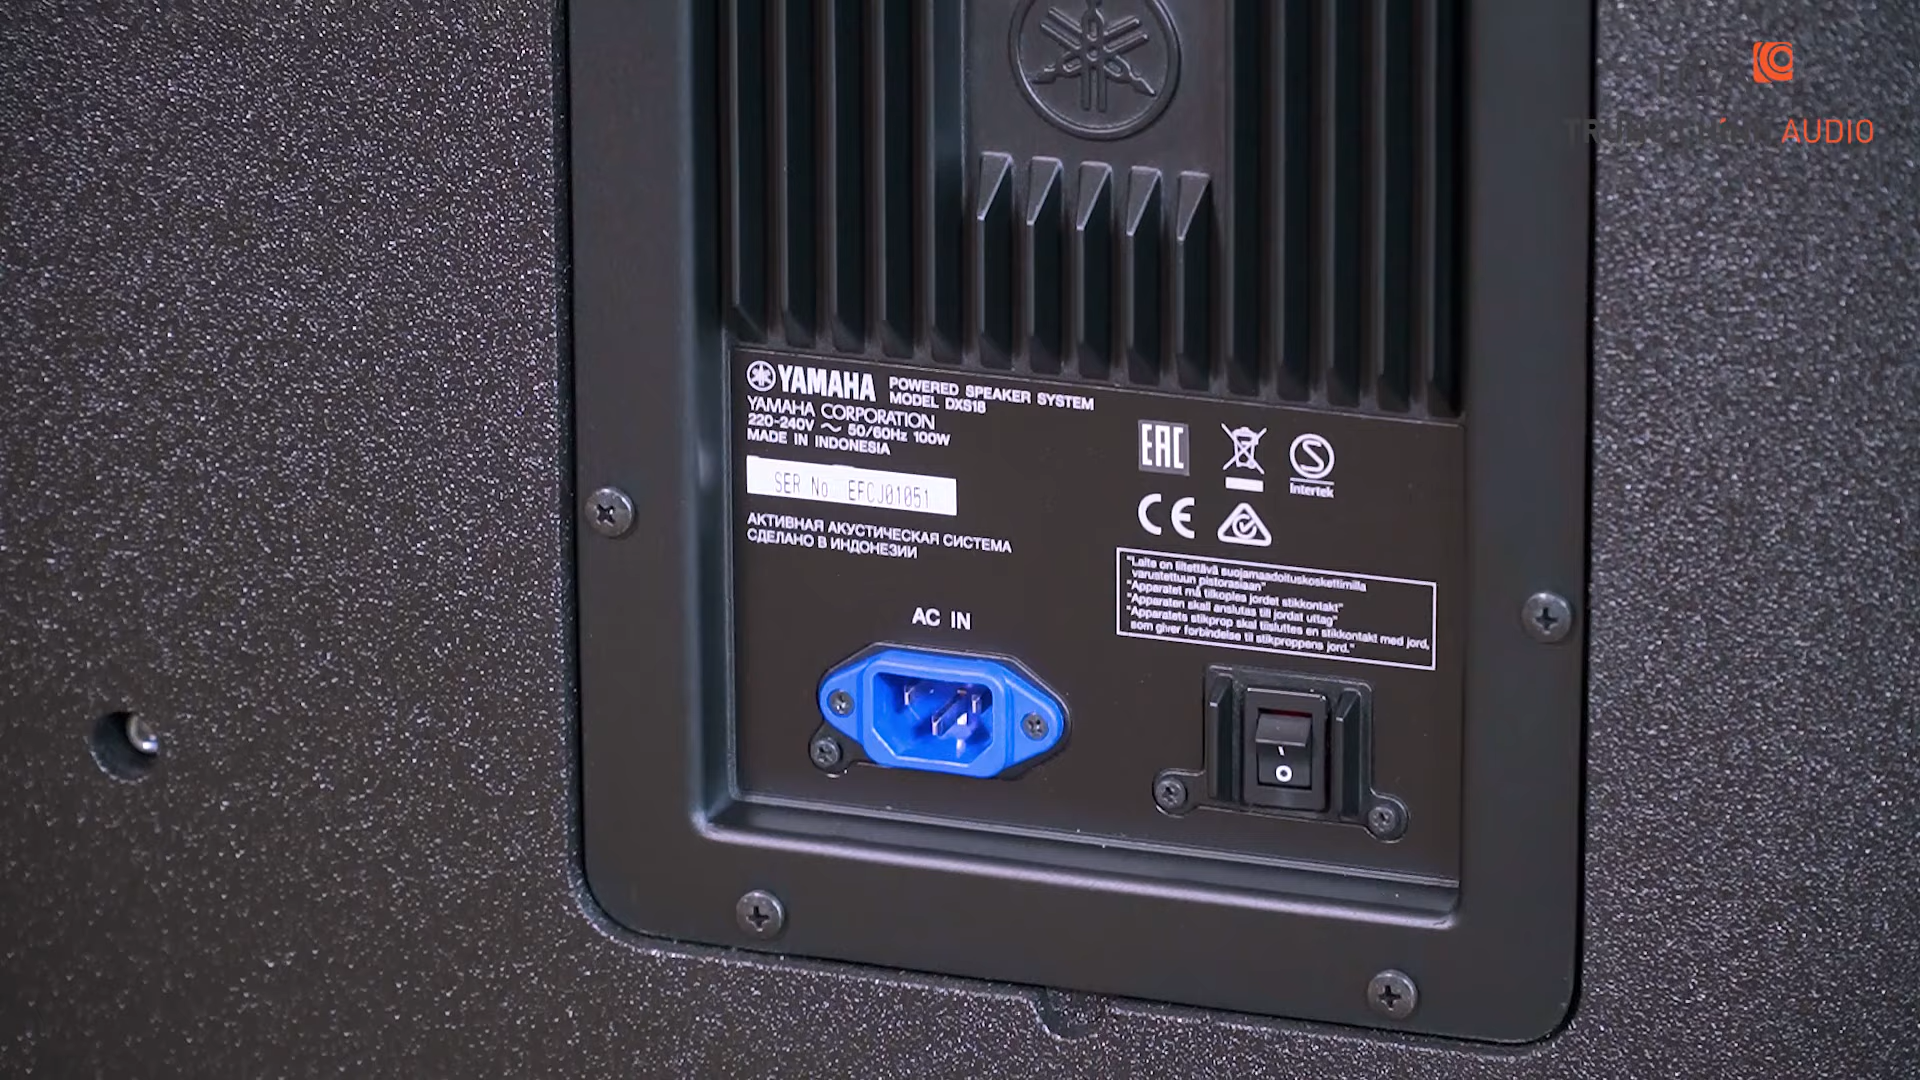 AUDIO
YAMAHA POWERED SPEAKER SYSTEM
MODEL DXS18
YAMAHA CORPORATION
220-240V ~ 50/60Hz 100W
MADE IN INDONESIA
SER No EFCJ01051
АКТИВНАЯ АКУСТИЧЕСКАЯ СИСТЕМА
СДЕЛАНО В ИНДОНЕЗИИ
EAC
Intertek
CE
"Laite on liitettävä suojamaadoituskoskettimilla
varustettuun pistorasiaan"
"Apparatet må tilkoples jordet stikkontakt"
"Apparaten skall anslutas till jordat uttag"
"Apparatets stikprop skal tilsluttes en stikkontakt med jord,
som giver forbindelse til stikproppens jord."
AC IN